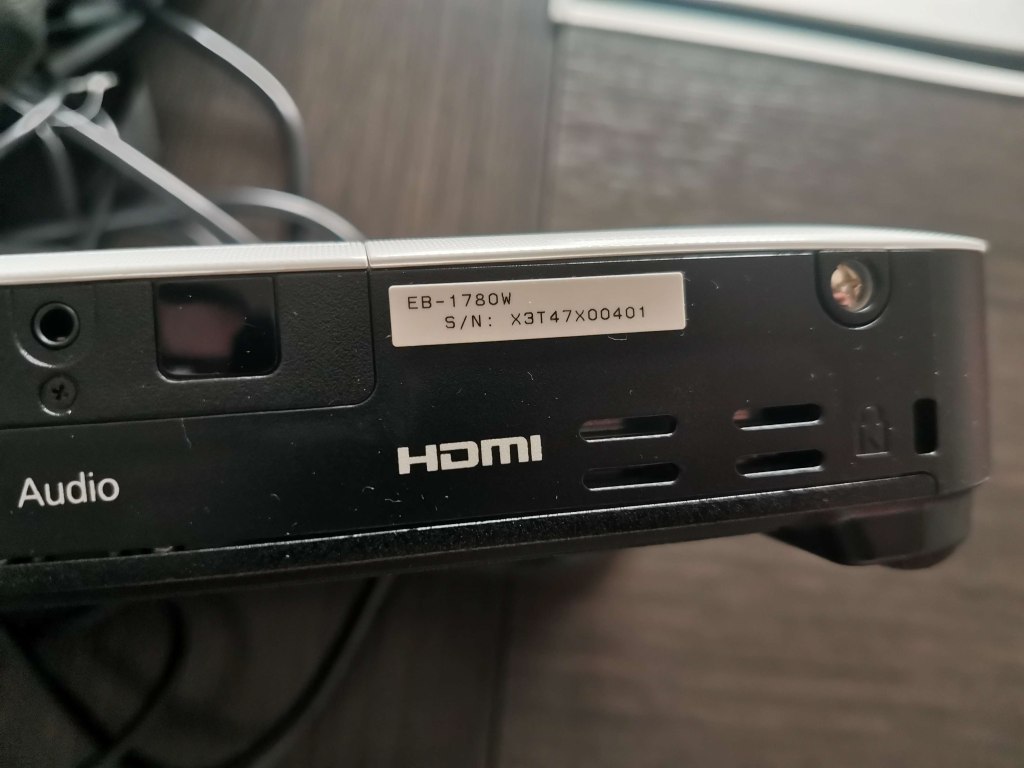 EB-1780W
S/N: X3T47X00401
HDMI
Audio